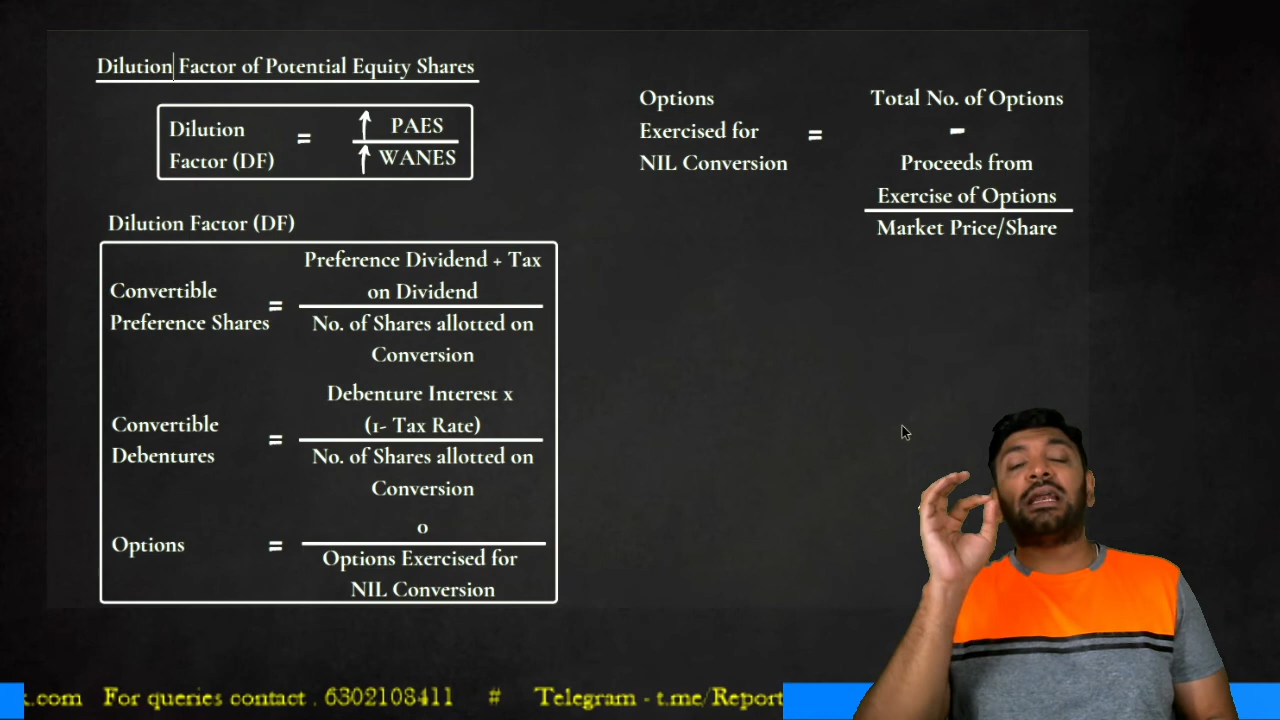 Dilution Factor of Potential Equity Shares
Dilution
Factor (DF)
=
↑ PAES
↑ WANES
Dilution Factor (DF)
Convertible
Preference Shares
=
Preference Dividend + Tax
on Dividend
No. of Shares allotted on
Conversion
Convertible
Debentures
=
Debenture Interest x
(1- Tax Rate)
No. of Shares allotted on
Conversion
Options
=
0
Options Exercised for
NIL Conversion
Options
Exercised for
NIL Conversion
=
Total No. of Options
-
Proceeds from
Exercise of Options
Market Price/Share
.com For queries contact . 6302108411 # Telegram - t.me/Report